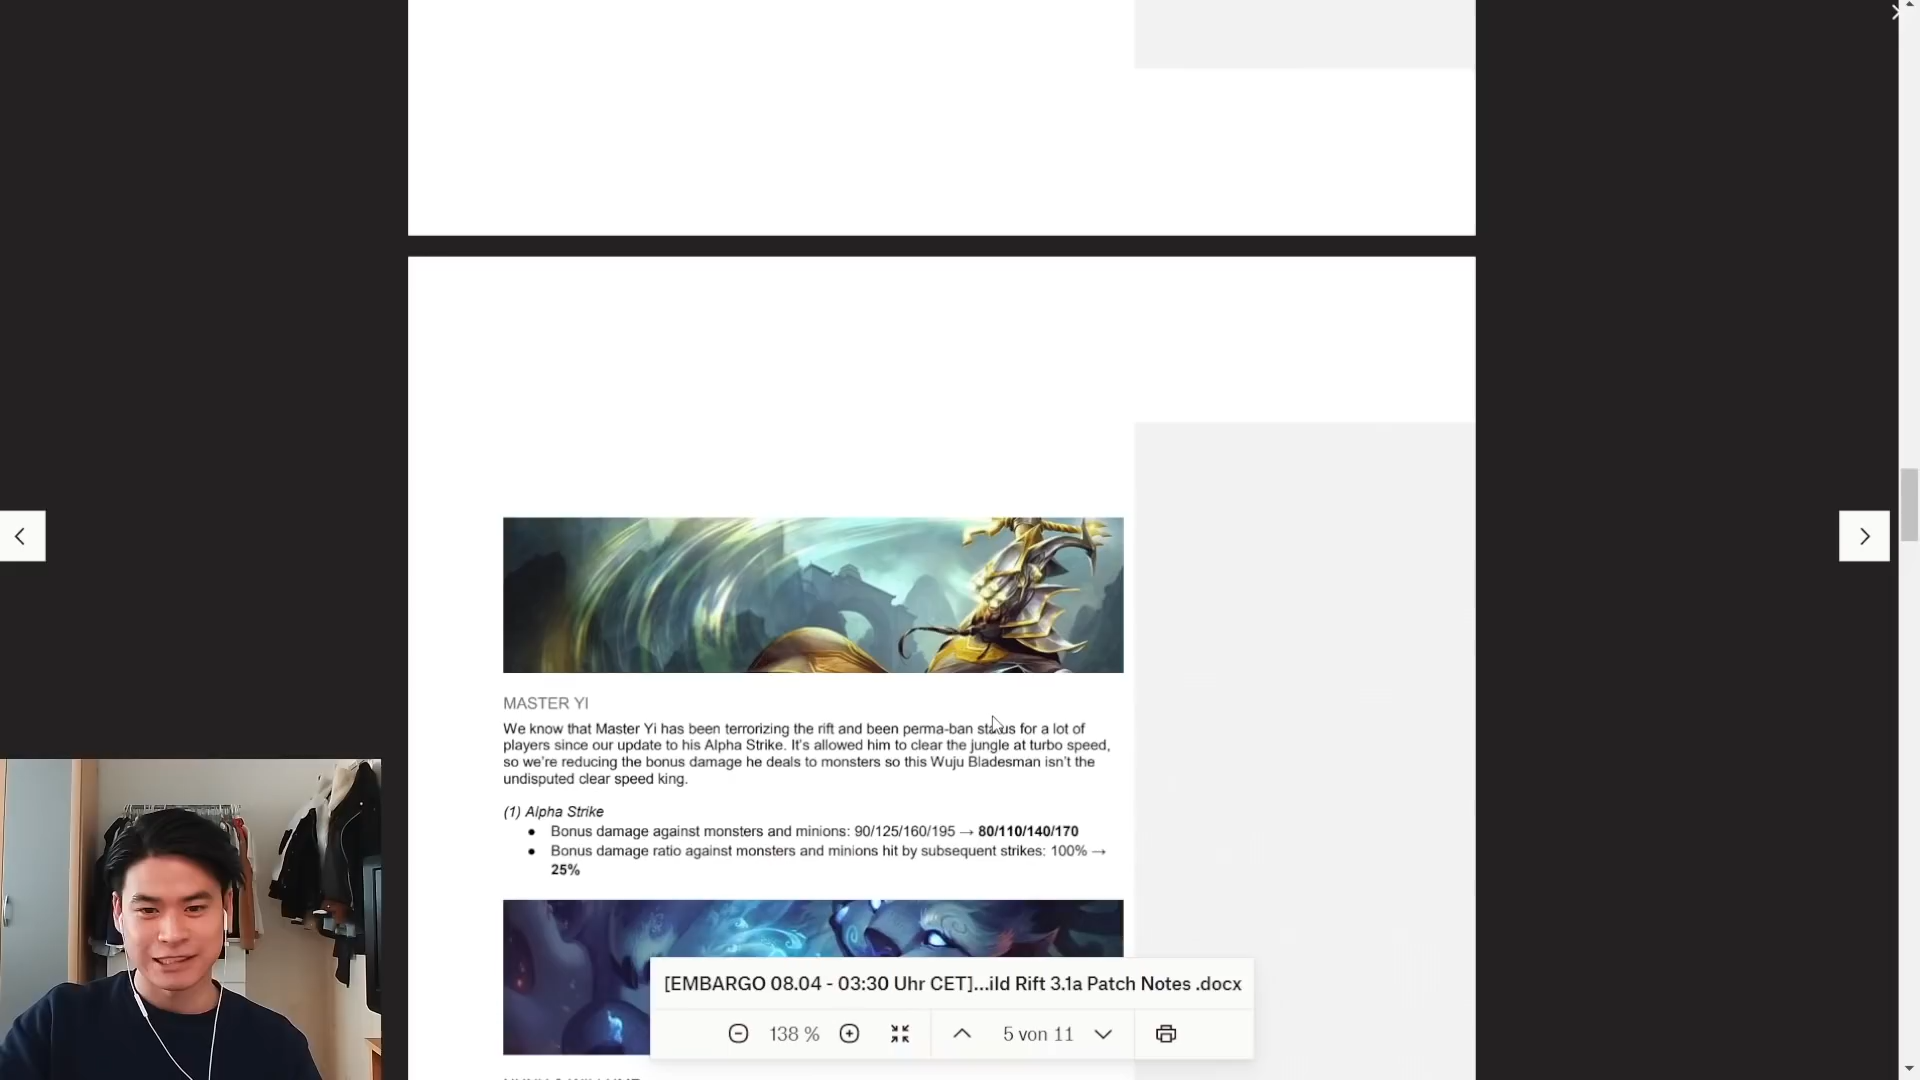 MASTER YI
We know that Master Yi has been terrorizing the rift and been perma-ban status for a lot of
players since our update to his Alpha Strike. It's allowed him to clear the jungle at turbo speed,
so we're reducing the bonus damage he deals to monsters so this Wuju Bladesman isn't the
undisputed clear speed king.
(1) Alpha Strike
● Bonus damage against monsters and minions: 90/125/160/195 → 80/110/140/170
● Bonus damage ratio against monsters and minions hit by subsequent strikes: 100% →
25%
[EMBARGO 08.04 - 03:30 Uhr CET]...ild Rift 3.1a Patch Notes .docx
138 %
5 von 11